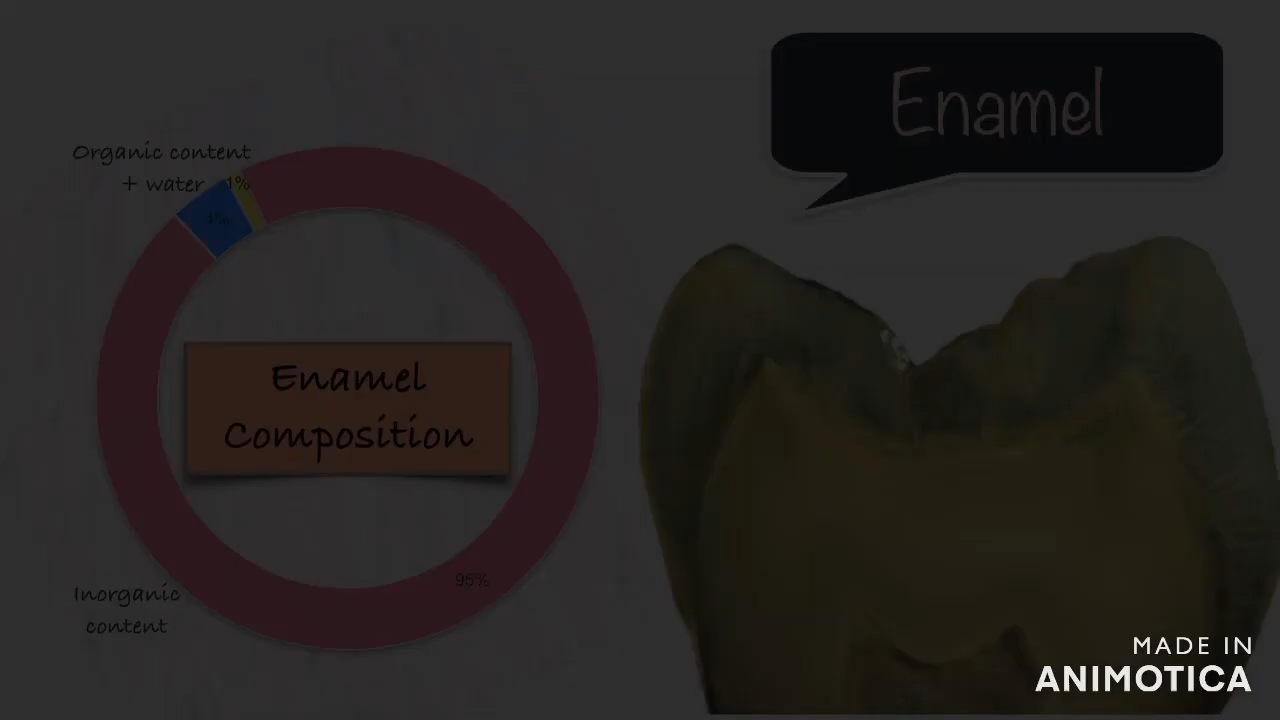 Enamel
Organic content
+ water
1%
4%
Enamel
Composition
95%
Inorganic
content
MADE IN
ANIMOTICA